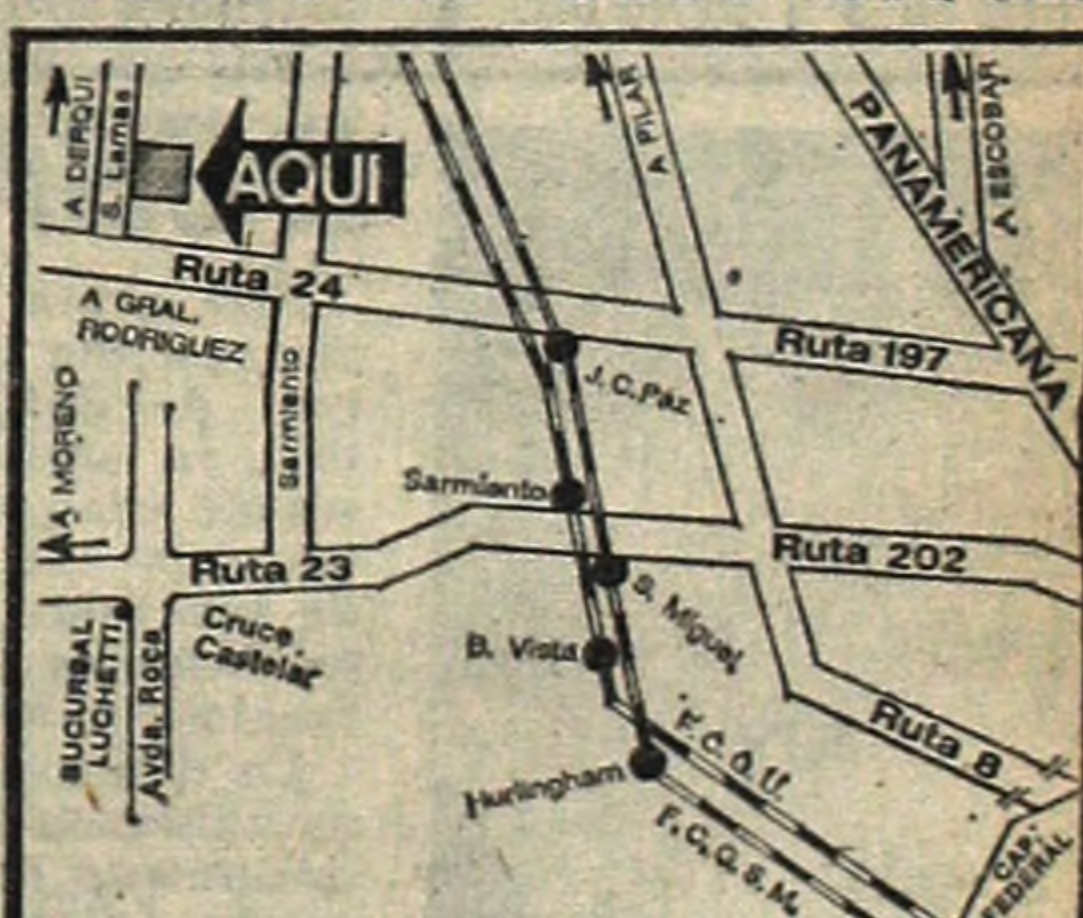 A DERQUI
S. Lamas
AQUI
A PILAR
PANAMERICANA
A ESCOBAR
Ruta 24
A GRAL.
RODRIGUEZ
Ruta 197
J.C. Paz
A MORENO
Sarmiento
Sarmiento
Ruta 23
Ruta 202
Cruce
Castelar
S. Miguel
B. Vista
SUCURSAL
LUCHETTI
Avda. Roca
F.C.G.U.
Ruta 8
Hurlingham
F.C.G.S.M.
CAP.
FEDERAL